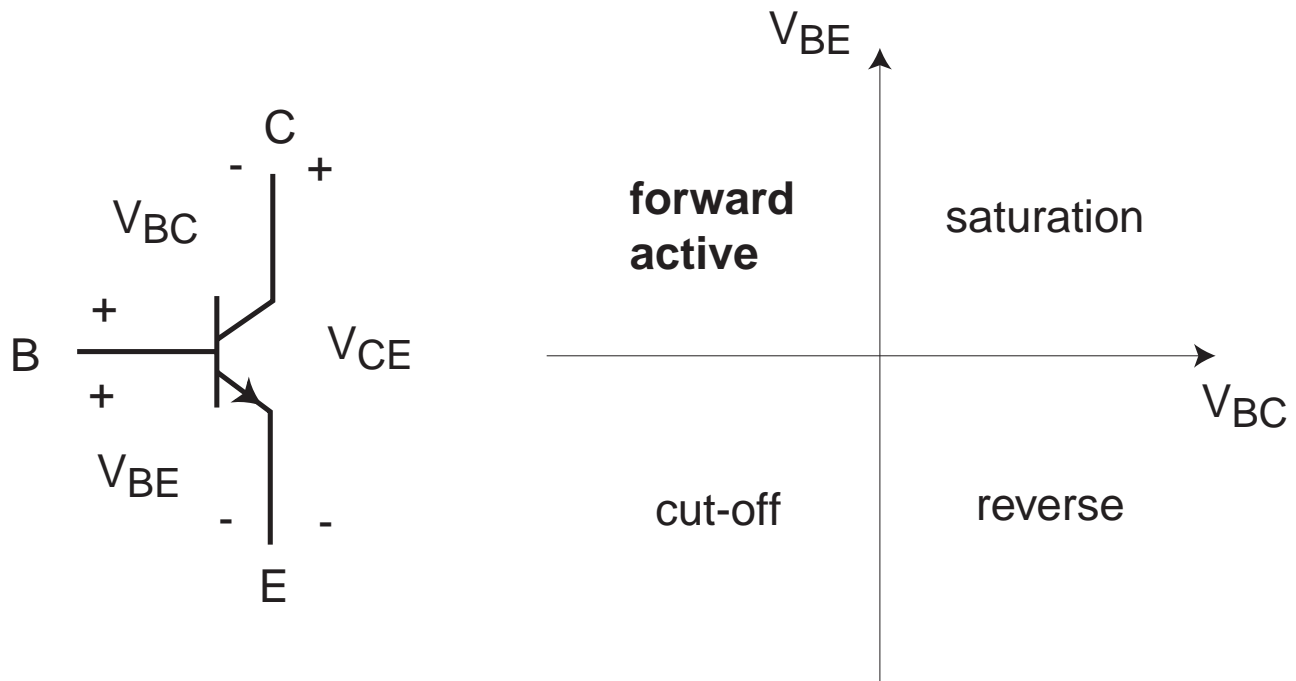 C
- +
VBC
+
B
VCE
+
VBE
- -
E
VBE
forward
active
saturation
VBC
cut-off
reverse